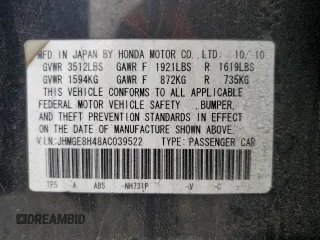 MFD. IN JAPAN BY HONDA MOTOR CO.,LTD. 10/10
GVWR 3512LBS GAWR F 1921LBS R 1619LBS
GVWR 1594KG GAWR F 872KG R 735KG
THIS VEHICLE CONFORMS TO ALL APPLICABLE
FEDERAL MOTOR VEHICLE SAFETY ,BUMPER,
AND THEFT PREVENTION STANDARDS IN EFFECT ON
THE DATE OF MANUFACTURE SHOWN ABOVE.
V.I.N:JHMGE8H48AC039522 TYPE: PASSENGER CAR
TF5 A AB5 -NH731P -V -C
DREAMBID